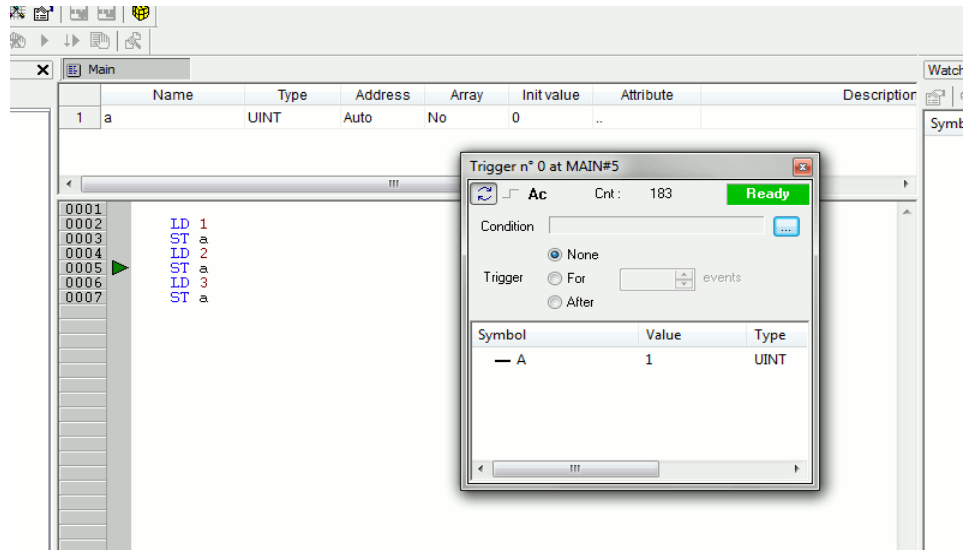 Main
Watch
Name Type Address Array Init value Attribute Description
1 a UINT Auto No 0 ..
Symb
Trigger n° 0 at MAIN#5
Ac Cnt : 183 Ready
Condition ...
None
Trigger For events
After
Symbol Value Type
A 1 UINT
0001
0002 LD 1
0003 ST a
0004 LD 2
0005 ST a
0006 LD 3
0007 ST a